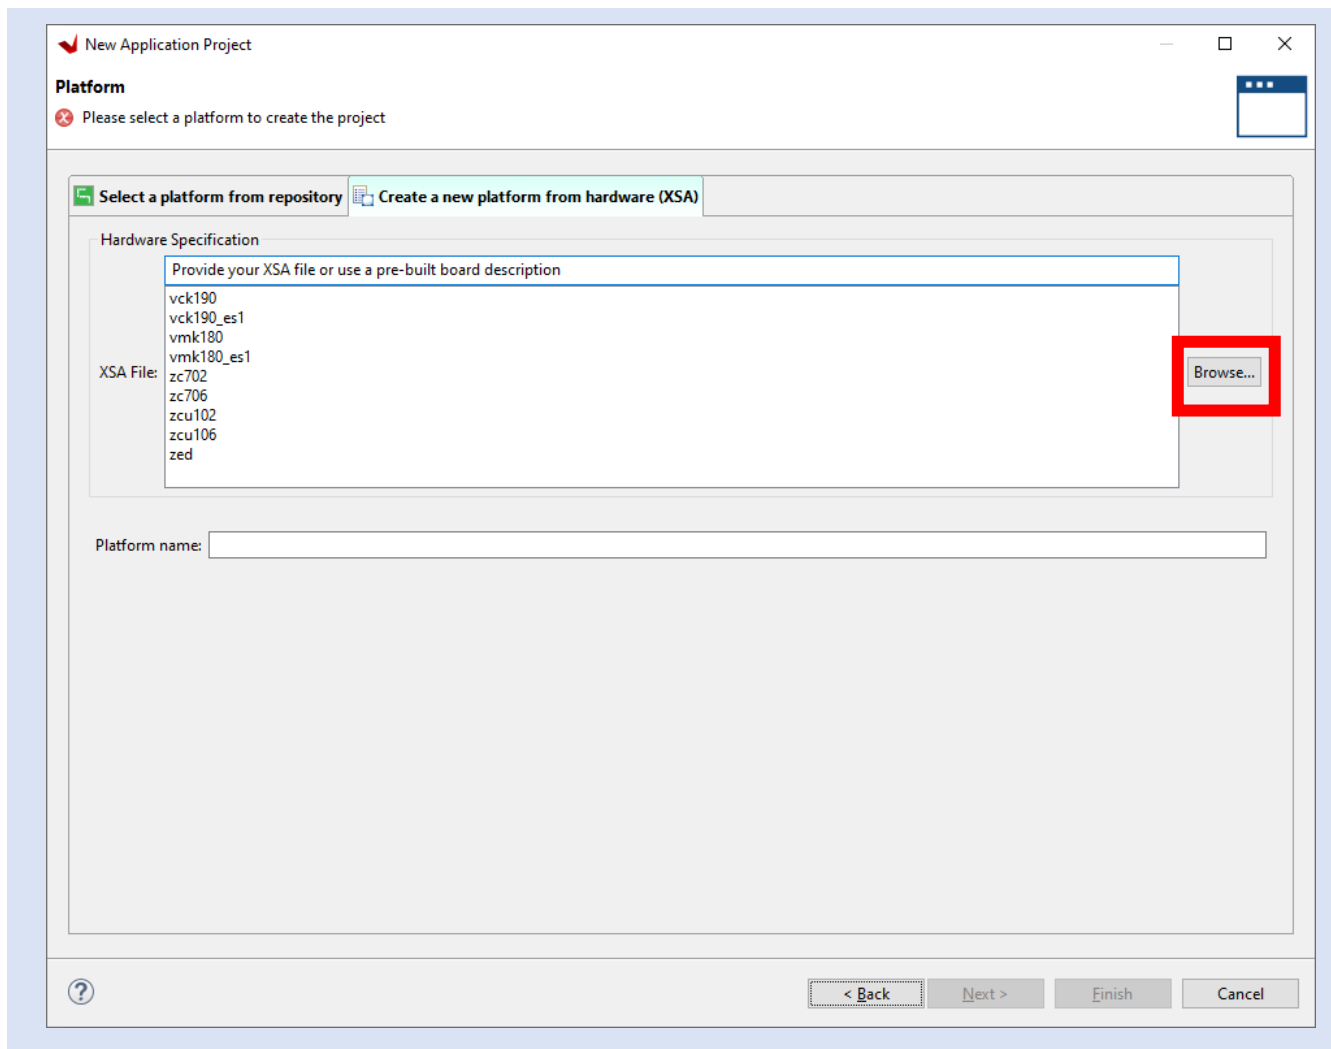 New Application Project
Platform
Please select a platform to create the project
Select a platform from repository Create a new platform from hardware (XSA)
Hardware Specification
Provide your XSA file or use a pre-built board description
vck190
vck190_es1
vmk180
vmk180_es1
XSA File: zc702
Browse...
zc706
zcu102
zcu106
zed
Platform name:
< Back Next > Finish Cancel